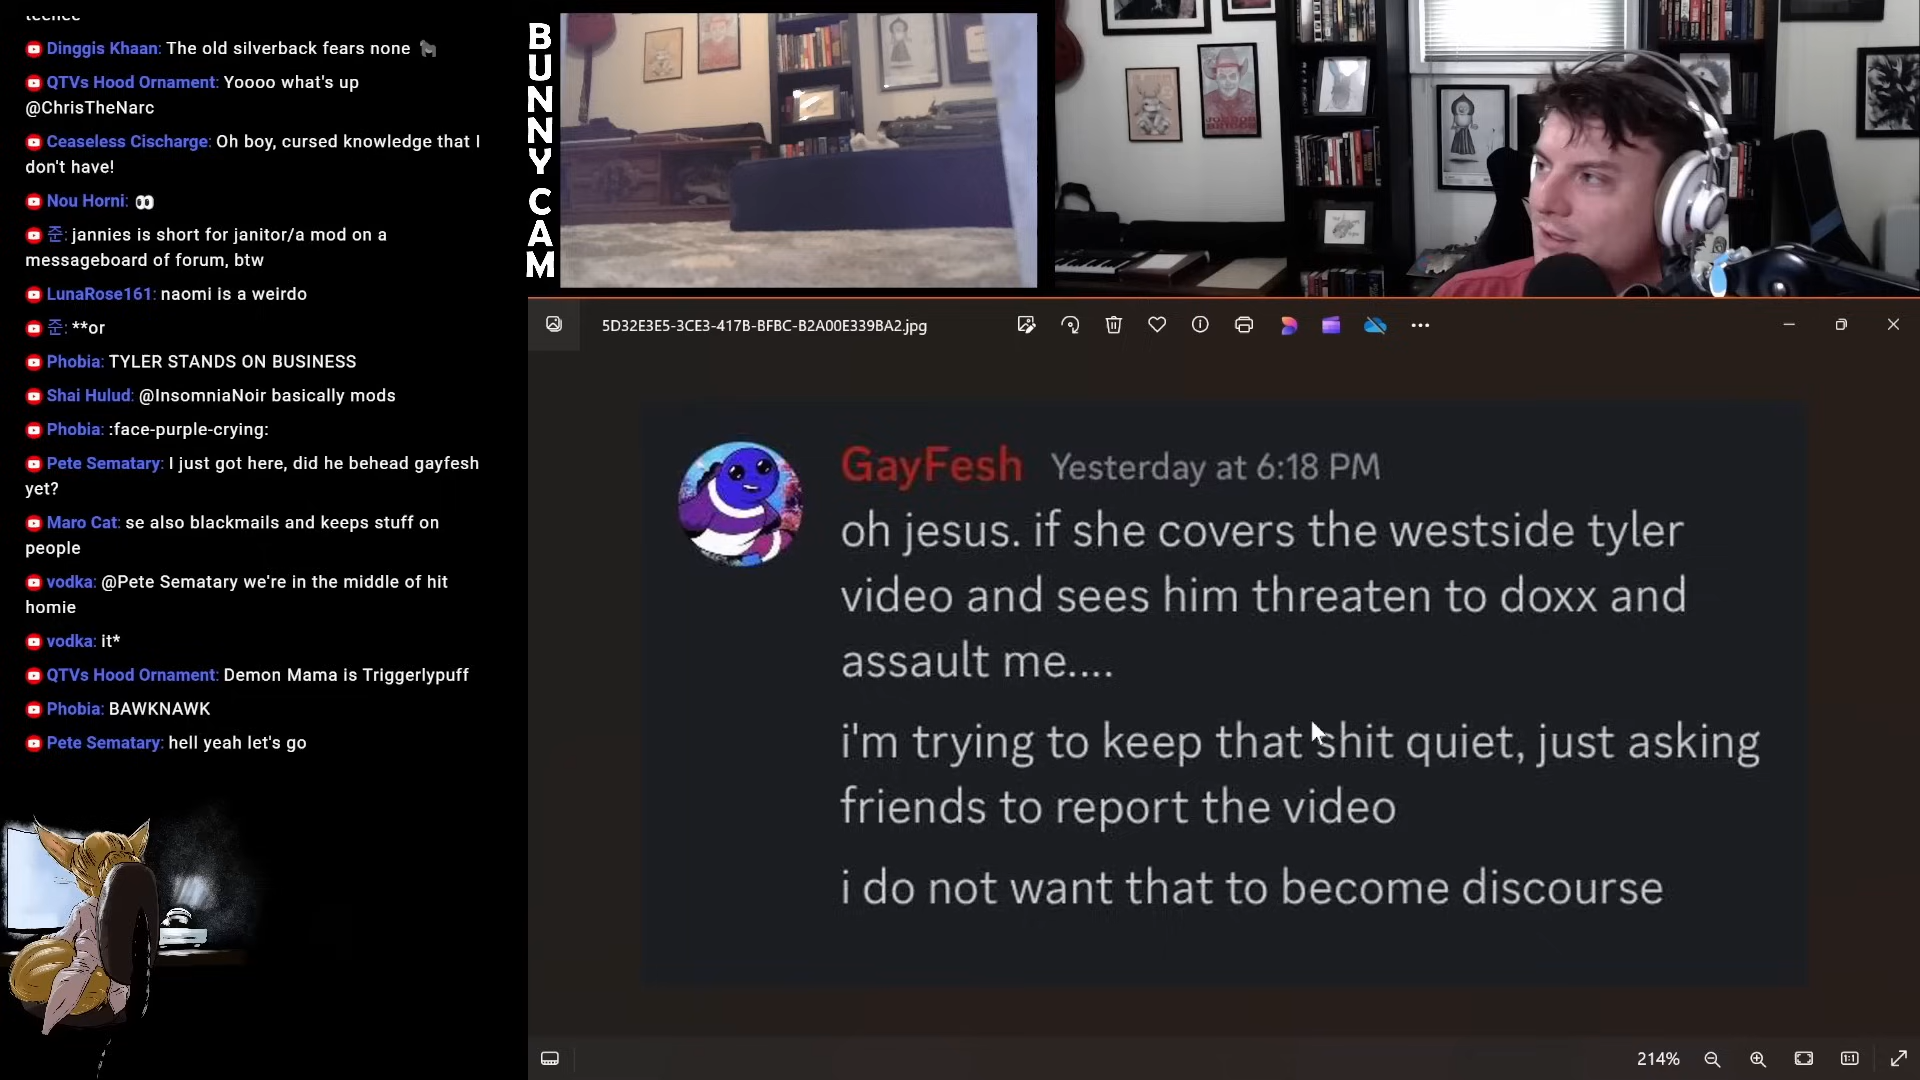 Dinggis Khaan: The old silverback fears none 🦍
QTVs Hood Ornament: Yoooo what's up
@ChrisTheNarc
Ceaseless Cischarge: Oh boy, cursed knowledge that I
don't have!
Nou Horni: 👀
준: jannies is short for janitor/a mod on a
messageboard of forum, btw
LunaRose161: naomi is a weirdo
준: **or
Phobia: TYLER STANDS ON BUSINESS
Shai Hulud: @InsomniaNoir basically mods
Phobia: :face-purple-crying:
Pete Sematary: I just got here, did he behead gayfesh
yet?
Maro Cat: se also blackmails and keeps stuff on
people
vodka: @Pete Sematary we're in the middle of hit
homie
vodka: it*
QTVs Hood Ornament: Demon Mama is Triggerlypuff
Phobia: BAWKNAWK
Pete Sematary: hell yeah let's go
BUNNY CAM
5D32E3E5-3CE3-417B-BFBC-B2A00E339BA2.jpg
GayFesh Yesterday at 6:18 PM
oh jesus. if she covers the westside tyler
video and sees him threaten to doxx and
assault me....
i'm trying to keep that shit quiet, just asking
friends to report the video
i do not want that to become discourse
214%